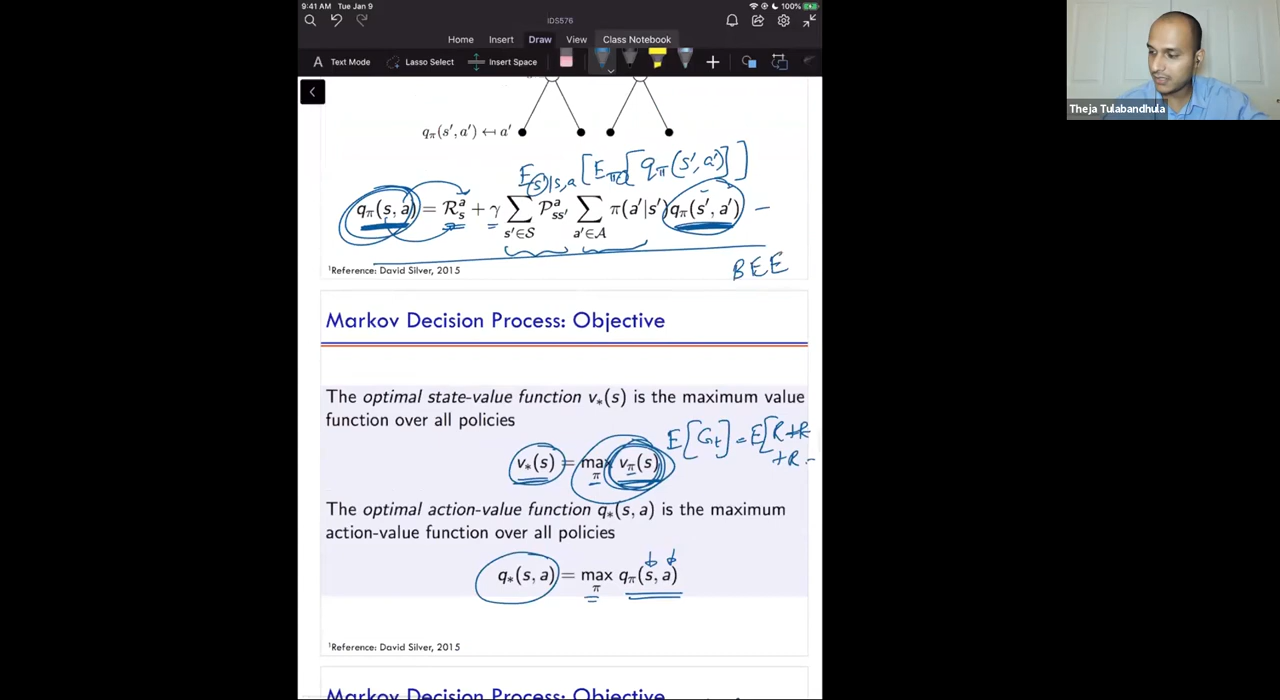 9:41 AM Tue Jan 9
100%
IDS576
Home Insert Draw View Class Notebook
Text Mode Lasso Select Insert Space
Theja Tulabandhula
qπ(s′, a′) ↤ a′
E s′|s,a [ Eπ [ qπ(s′, a′) ] ]
qπ(s, a) = R^a_s + γ ∑_{s′∈S} P^a_{ss′} ∑_{a′∈A} π(a′|s′) qπ(s′, a′)
BEE
¹Reference: David Silver, 2015
Markov Decision Process: Objective
The optimal state-value function v*(s) is the maximum value
function over all policies
E[Gt] = E[R+R
+R
v*(s) = max_π vπ(s)
The optimal action-value function q*(s, a) is the maximum
action-value function over all policies
q*(s, a) = max_π qπ(s, a)
¹Reference: David Silver, 2015
Markov Decision Process: Objective